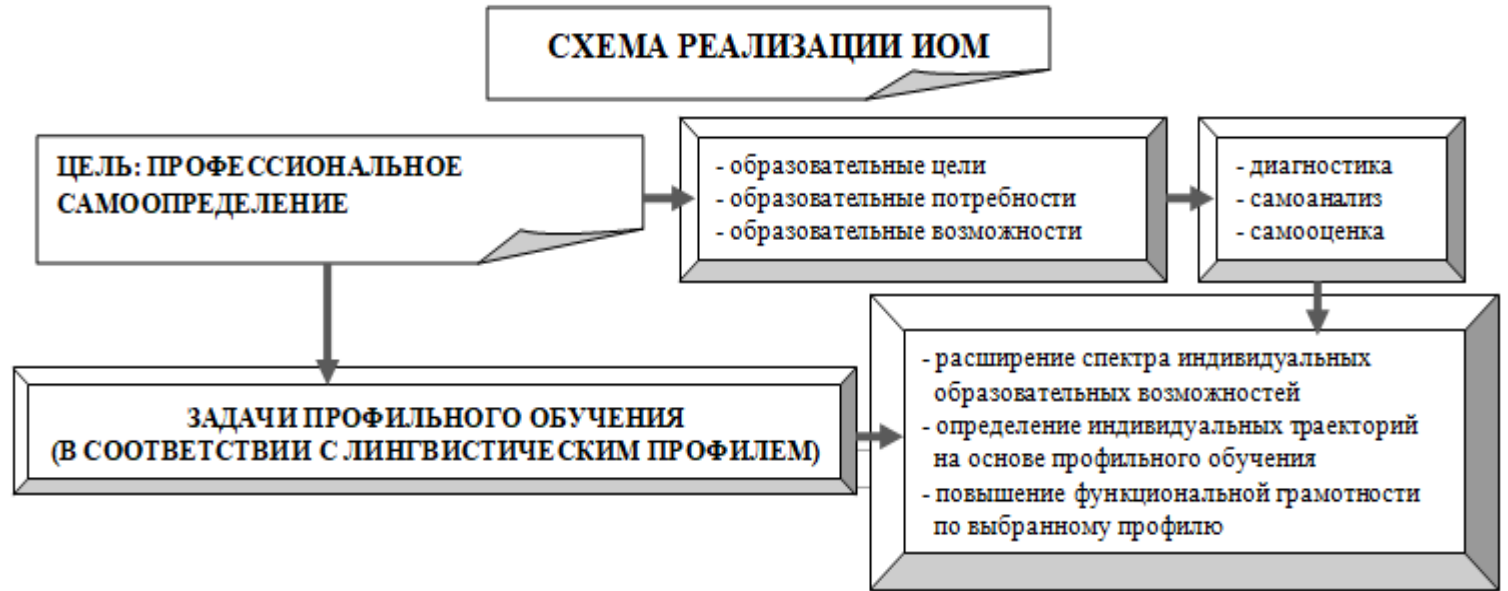 СХЕМА РЕАЛИЗАЦИИ ИОМ
ЦЕЛЬ: ПРОФЕССИОНАЛЬНОЕ
САМООПРЕДЕЛЕНИЕ
- образовательные цели
- образовательные потребности
- образовательные возможности
- диагностика
- самоанализ
- самооценка
ЗАДАЧИ ПРОФИЛЬНОГО ОБУЧЕНИЯ
(В СООТВЕТСТВИИ С ЛИНГВИСТИЧЕСКИМ ПРОФИЛЕМ)
- расширение спектра индивидуальных
образовательных возможностей
- определение индивидуальных траекторий
на основе профильного обучения
- повышение функциональной грамотности
по выбранному профилю